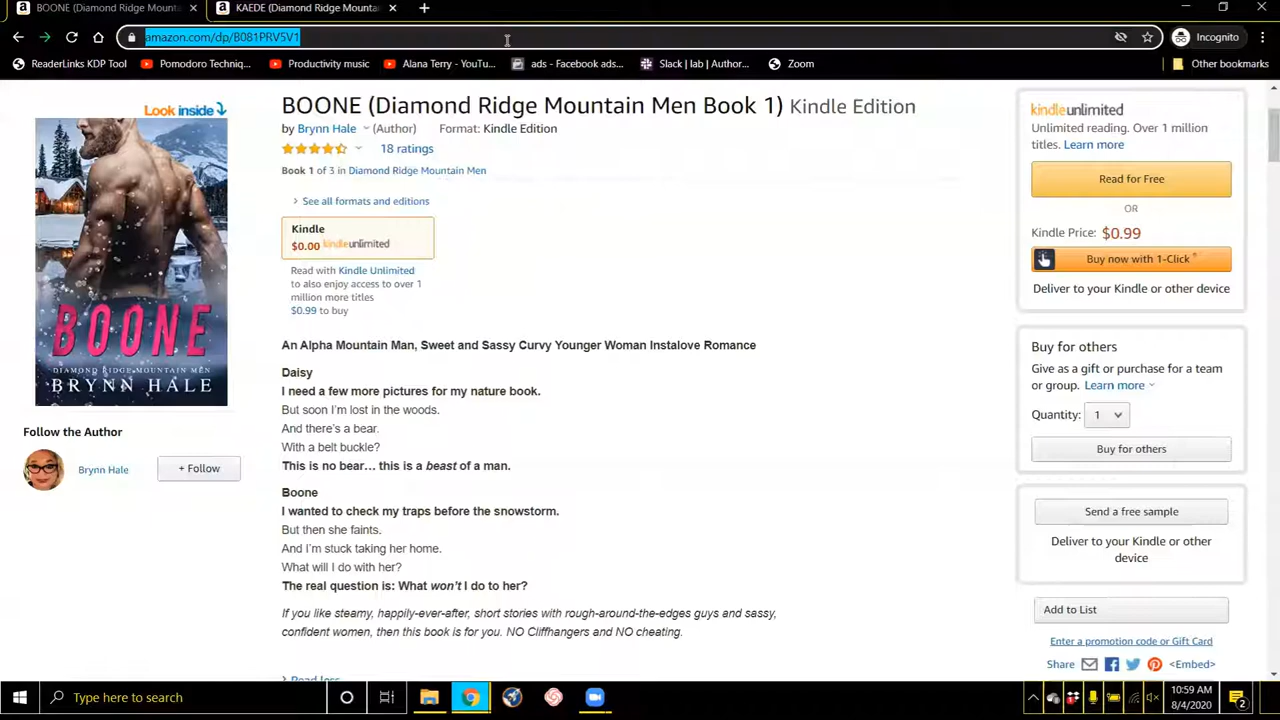 BOONE (Diamond Ridge Mountain M
KAEDE (Diamond Ridge Mountai
amazon.com/dp/B081PRV5V1
Incognito
ReaderLinks KDP Tool
Pomodoro Techniq...
Productivity music
Alana Terry - YouTu...
ads - Facebook ads...
Slack | lab | Author...
Zoom
Other bookmarks
Look inside
BOONE
DIAMOND RIDGE MOUNTAIN MEN
BRYNN HALE
Follow the Author
Brynn Hale
+ Follow
BOONE (Diamond Ridge Mountain Men Book 1) Kindle Edition
by Brynn Hale (Author) Format: Kindle Edition
18 ratings
Book 1 of 3 in Diamond Ridge Mountain Men
See all formats and editions
Kindle
$0.00 kindleunlimited
Read with Kindle Unlimited
to also enjoy access to over 1
million more titles
$0.99 to buy
An Alpha Mountain Man, Sweet and Sassy Curvy Younger Woman Instalove Romance
Daisy
I need a few more pictures for my nature book.
But soon I'm lost in the woods.
And there's a bear.
With a belt buckle?
This is no bear… this is a beast of a man.
Boone
I wanted to check my traps before the snowstorm.
But then she faints.
And I'm stuck taking her home.
What will I do with her?
The real question is: What won't I do to her?
If you like steamy, happily-ever-after, short stories with rough-around-the-edges guys and sassy,
confident women, then this book is for you. NO Cliffhangers and NO cheating.
Read less
kindleunlimited
Unlimited reading. Over 1 million
titles. Learn more
Read for Free
OR
Kindle Price: $0.99
Buy now with 1-Click
Deliver to your Kindle or other device
Buy for others
Give as a gift or purchase for a team
or group. Learn more
Quantity: 1
Buy for others
Send a free sample
Deliver to your Kindle or other
device
Add to List
Enter a promotion code or Gift Card
Share <Embed>
Type here to search
10:59 AM
8/4/2020
2